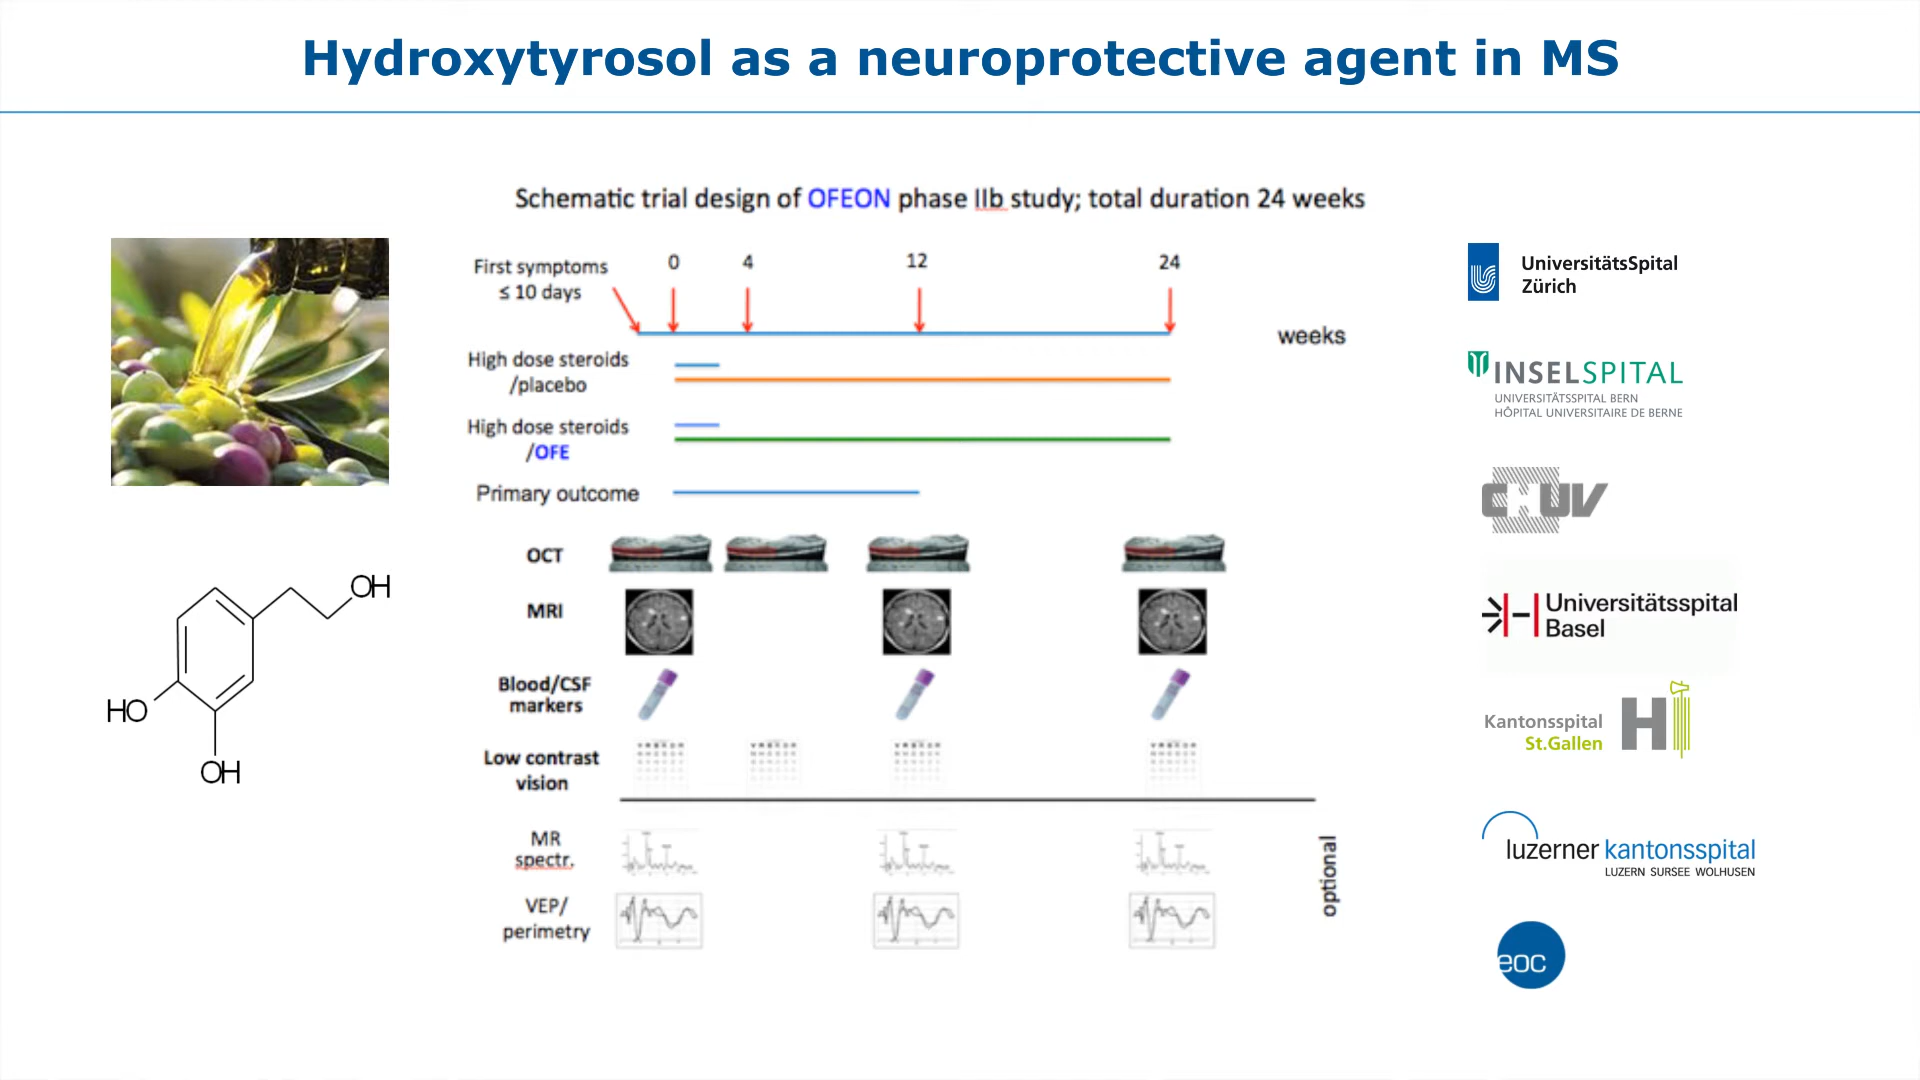 Hydroxytyrosol as a neuroprotective agent in MS
Schematic trial design of OFEON phase IIb study; total duration 24 weeks
First symptoms
≤ 10 days
0
4
12
24
weeks
High dose steroids
/placebo
High dose steroids
/OFE
Primary outcome
OCT
MRI
Blood/CSF
markers
Low contrast
vision
MR
spectr.
VEP/
perimetry
optional
OH
HO
OH
UniversitätsSpital
Zürich
INSELSPITAL
UNIVERSITÄTSSPITAL BERN
HÔPITAL UNIVERSITAIRE DE BERNE
CHUV
Universitätsspital
Basel
Kantonsspital
St.Gallen
luzerner kantonsspital
LUZERN SURSEE WOLHUSEN
eoc